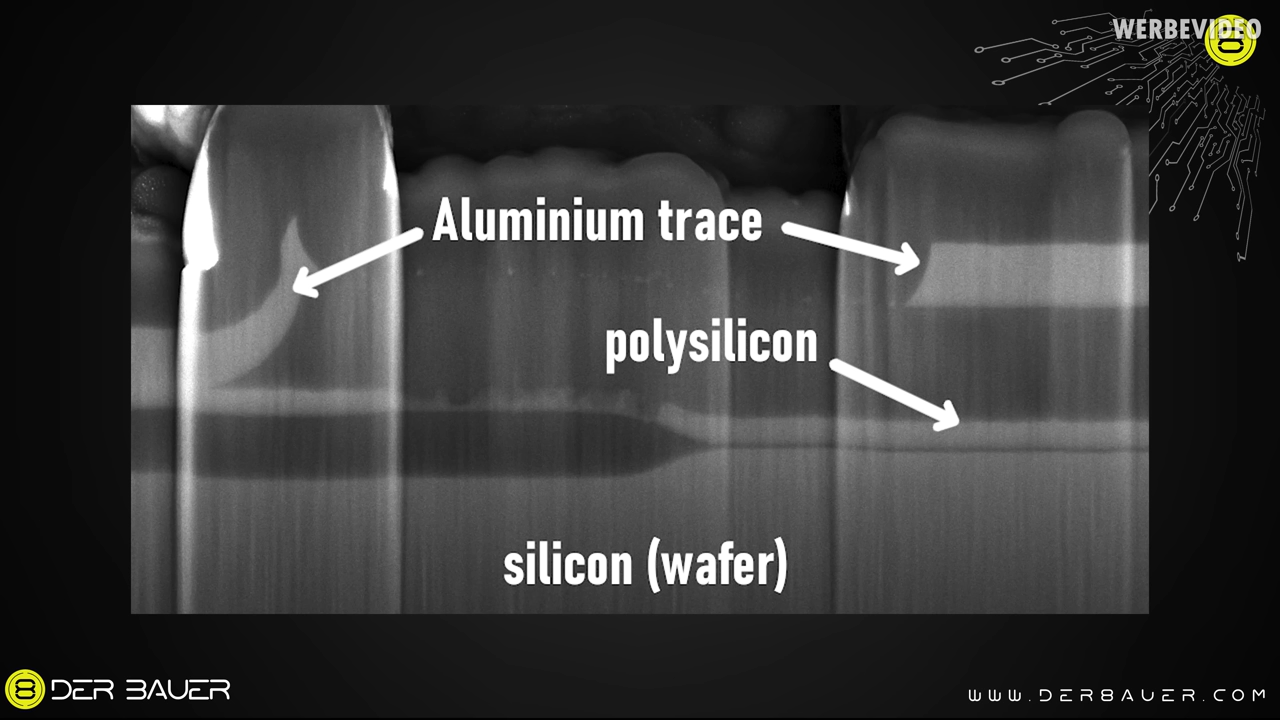 WERBEVIDEO
Aluminium trace
polysilicon
silicon (wafer)
DER BAUER
WWW.DER8AUER.COM